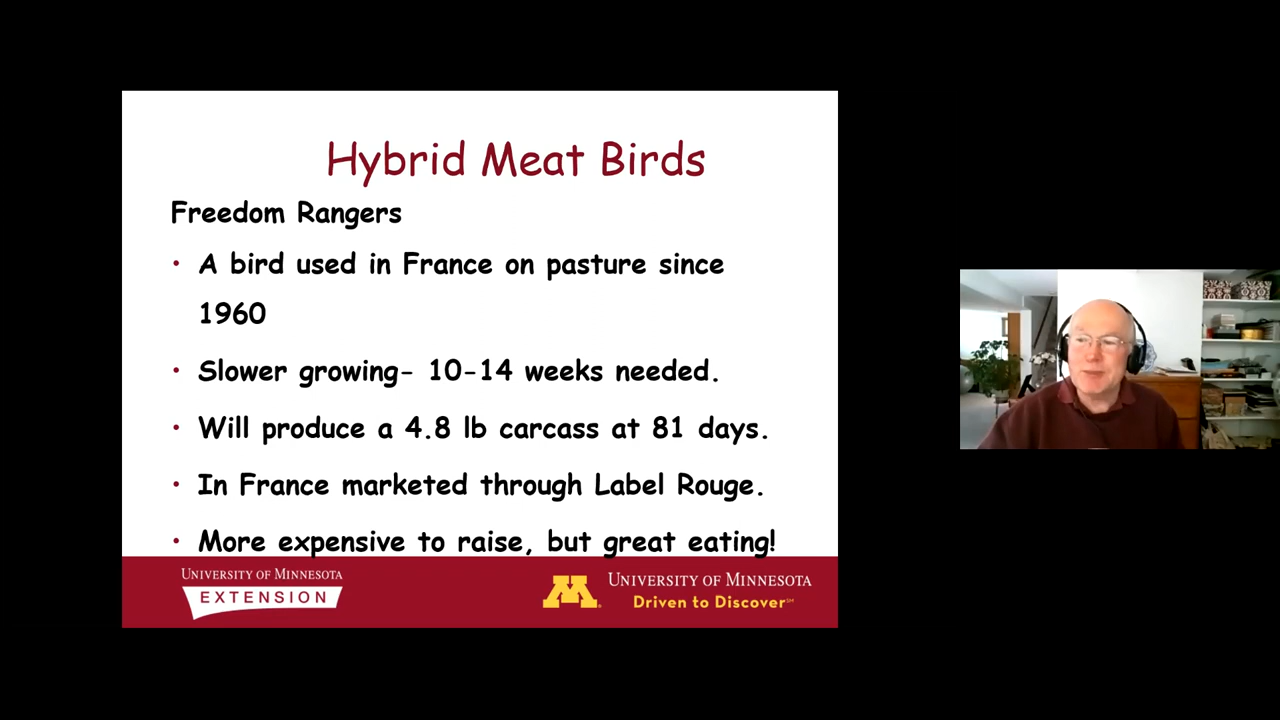 Hybrid Meat Birds
Freedom Rangers
• A bird used in France on pasture since
1960
• Slower growing- 10-14 weeks needed.
• Will produce a 4.8 lb carcass at 81 days.
• In France marketed through Label Rouge.
• More expensive to raise, but great eating!
UNIVERSITY OF MINNESOTA
EXTENSION
M
UNIVERSITY OF MINNESOTA
Driven to Discover℠